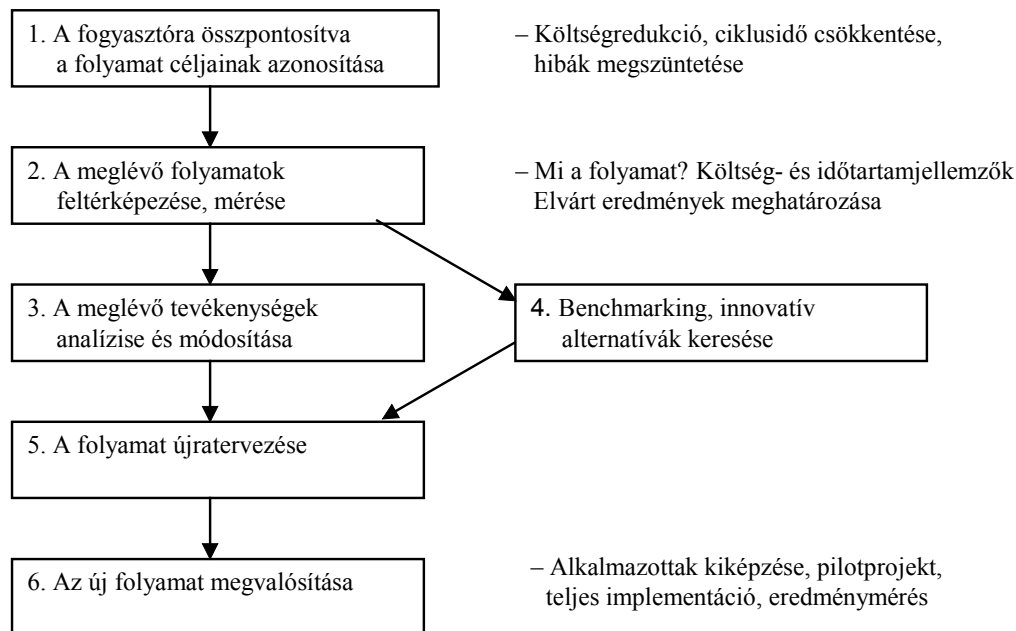 1. A fogyasztóra összpontosítva
a folyamat céljainak azonosítása
– Költségredukció, ciklusidő csökkentése,
hibák megszüntetése
2. A meglévő folyamatok
feltérképezése, mérése
– Mi a folyamat? Költség- és időtartamjellemzők
Elvárt eredmények meghatározása
3. A meglévő tevékenységek
analízise és módosítása
4. Benchmarking, innovatív
alternatívák keresése
5. A folyamat újratervezése
6. Az új folyamat megvalósítása
– Alkalmazottak kiképzése, pilotprojekt,
teljes implementáció, eredménymérés